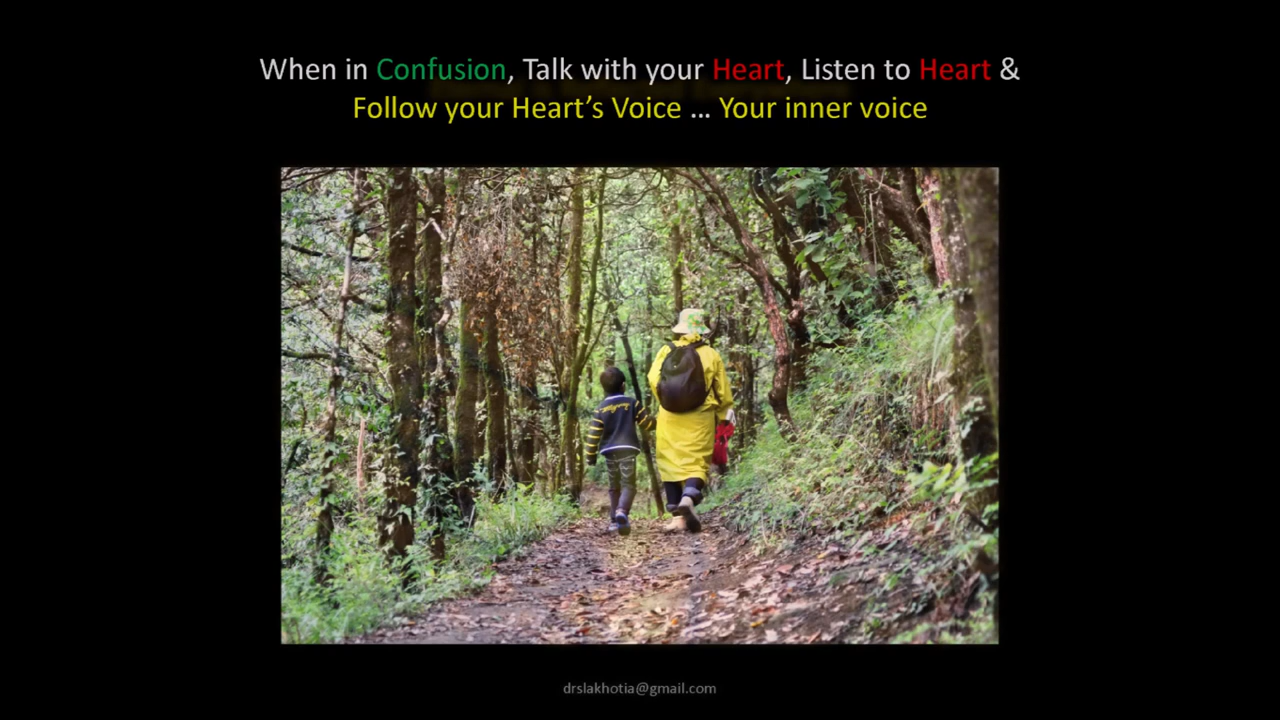 When in Confusion, Talk with your Heart, Listen to Heart &
Follow your Heart’s Voice ... Your inner voice
drslakhotia@gmail.com